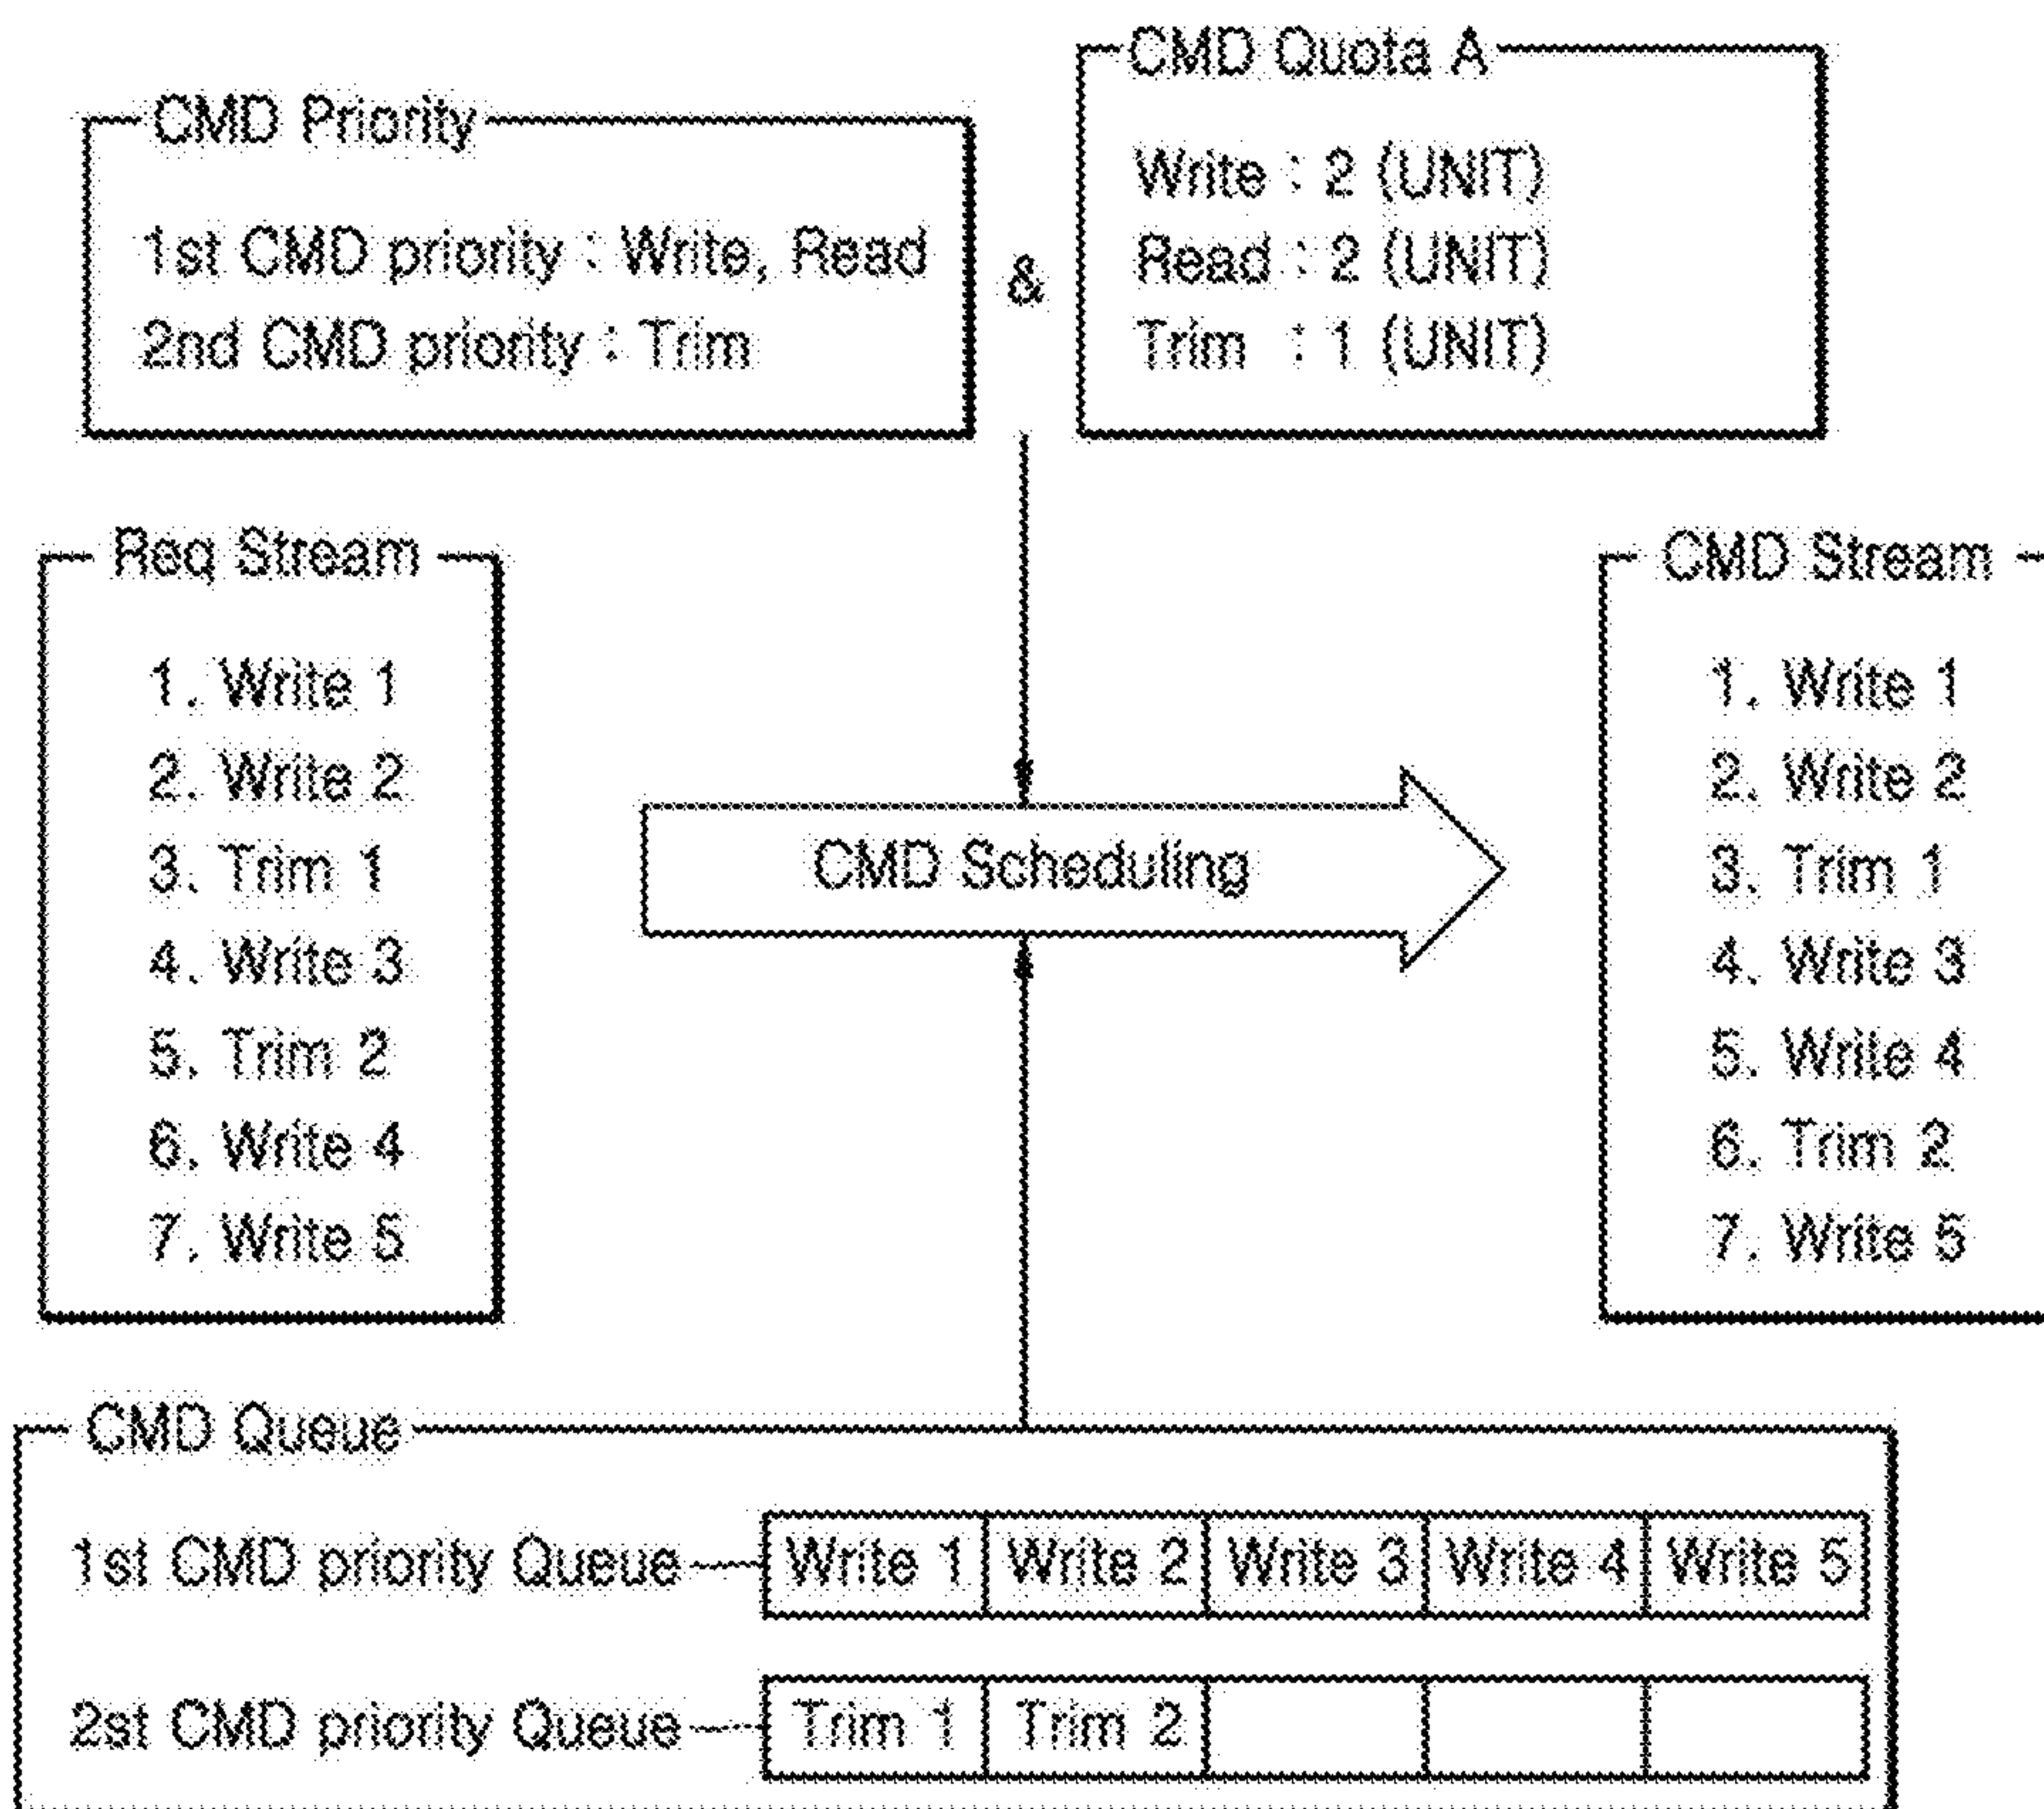 CMD Priority
1st CMD priority : Write, Read
2nd CMD priority : Trim
&
CMD Quota A
Write : 2 (UNIT)
Read : 2 (UNIT)
Trim : 1 (UNIT)
Req Stream
1. Write 1
2. Write 2
3. Trim 1
4. Write 3
5. Trim 2
6. Write 4
7. Write 5
CMD Scheduling
CMD Stream
1. Write 1
2. Write 2
3. Trim 1
4. Write 3
5. Write 4
6. Trim 2
7. Write 5
CMD Queue
1st CMD priority Queue Write 1 Write 2 Write 3 Write 4 Write 5
2st CMD priority Queue Trim 1 Trim 2